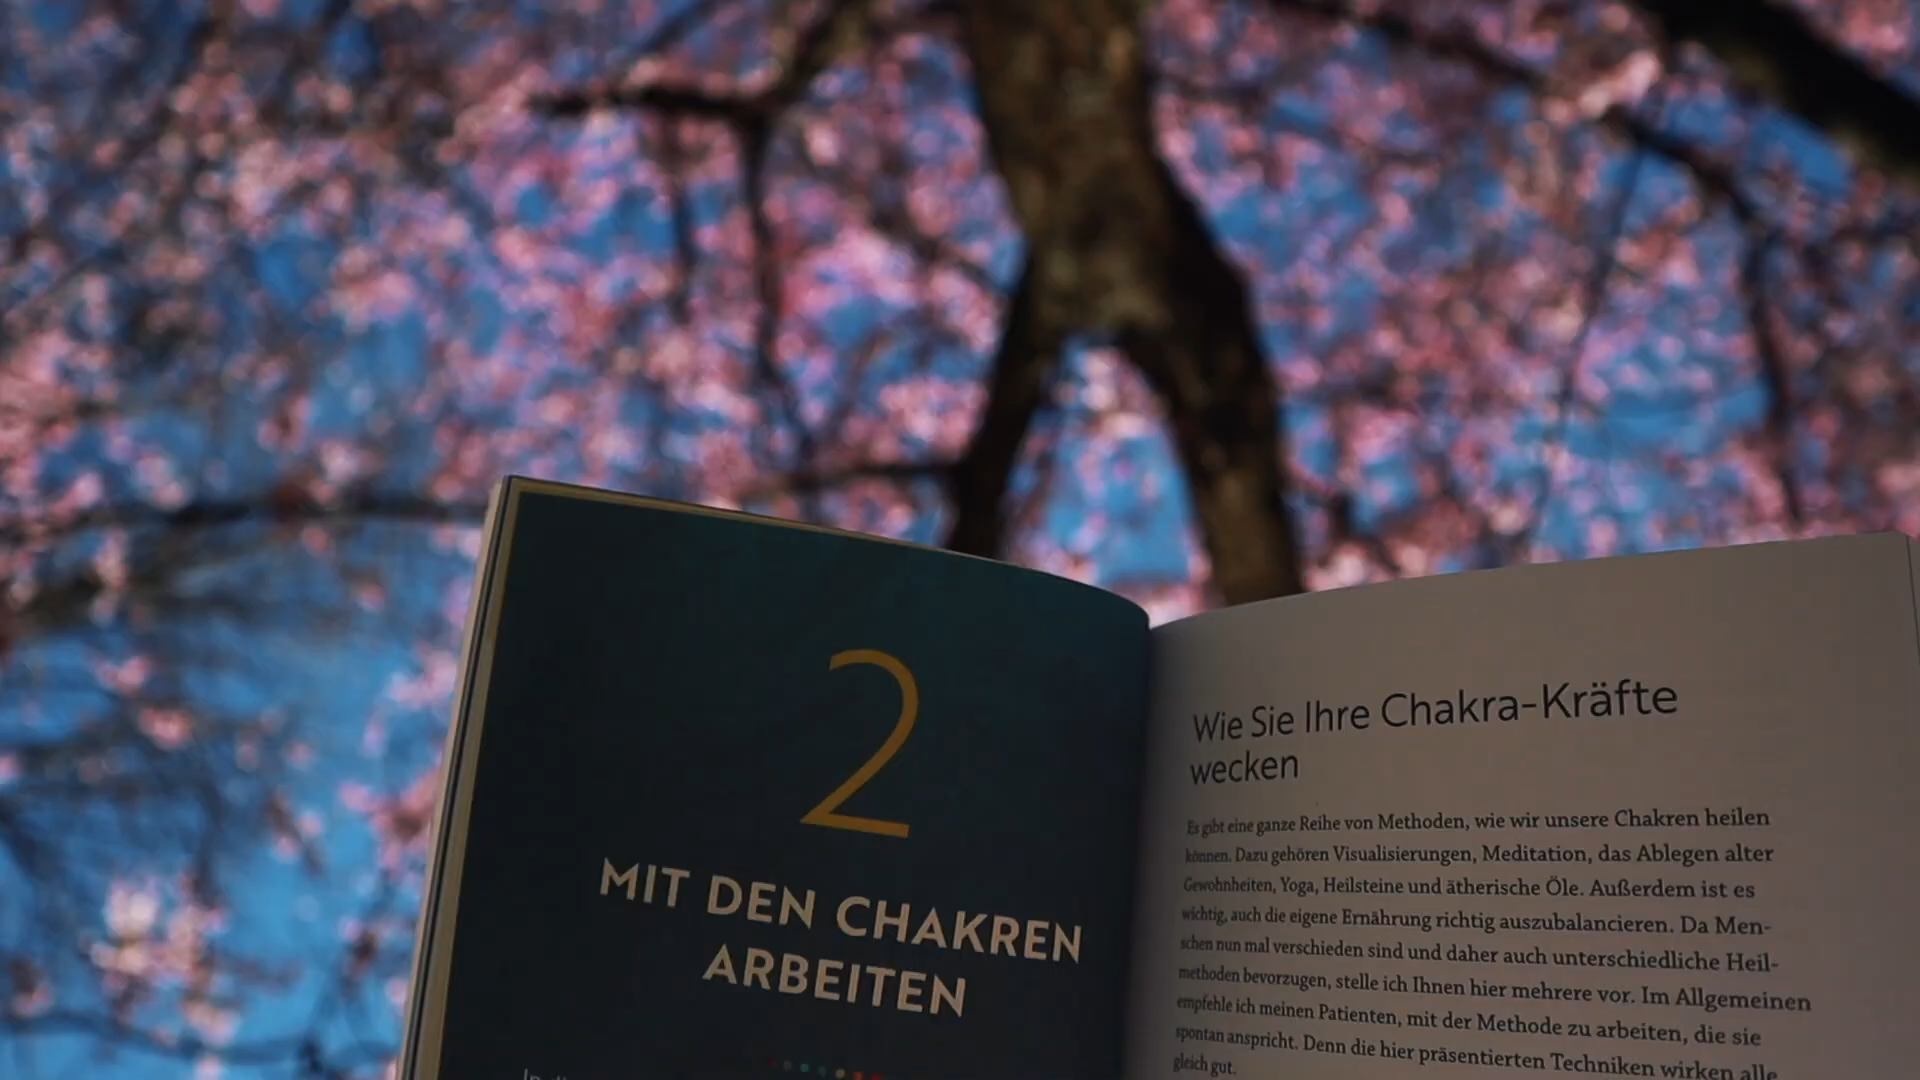 2
MIT DEN CHAKREN
ARBEITEN
Wie Sie Ihre Chakra-Kräfte
wecken
Es gibt eine ganze Reihe von Methoden, wie wir unsere Chakren heilen
können. Dazu gehören Visualisierungen, Meditation, das Ablegen alter
Gewohnheiten, Yoga, Heilsteine und ätherische Öle. Außerdem ist es
wichtig, auch die eigene Ernährung richtig auszubalancieren. Da Men-
schen nun mal verschieden sind und daher auch unterschiedliche Heil-
methoden bevorzugen, stelle ich Ihnen hier mehrere vor. Im Allgemeinen
empfehle ich meinen Patienten, mit der Methode zu arbeiten, die sie
spontan anspricht. Denn die hier präsentierten Techniken wirken alle
gleich gut.